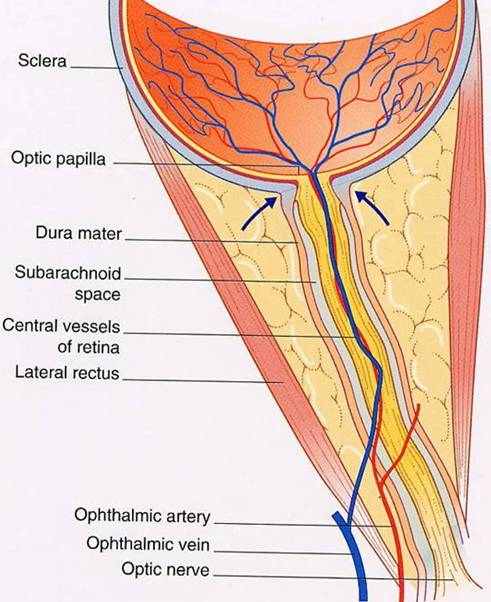 Sclera
Optic papilla
Dura mater
Subarachnoid
space
Central vessels
of retina
Lateral rectus
Ophthalmic artery
Ophthalmic vein
Optic nerve